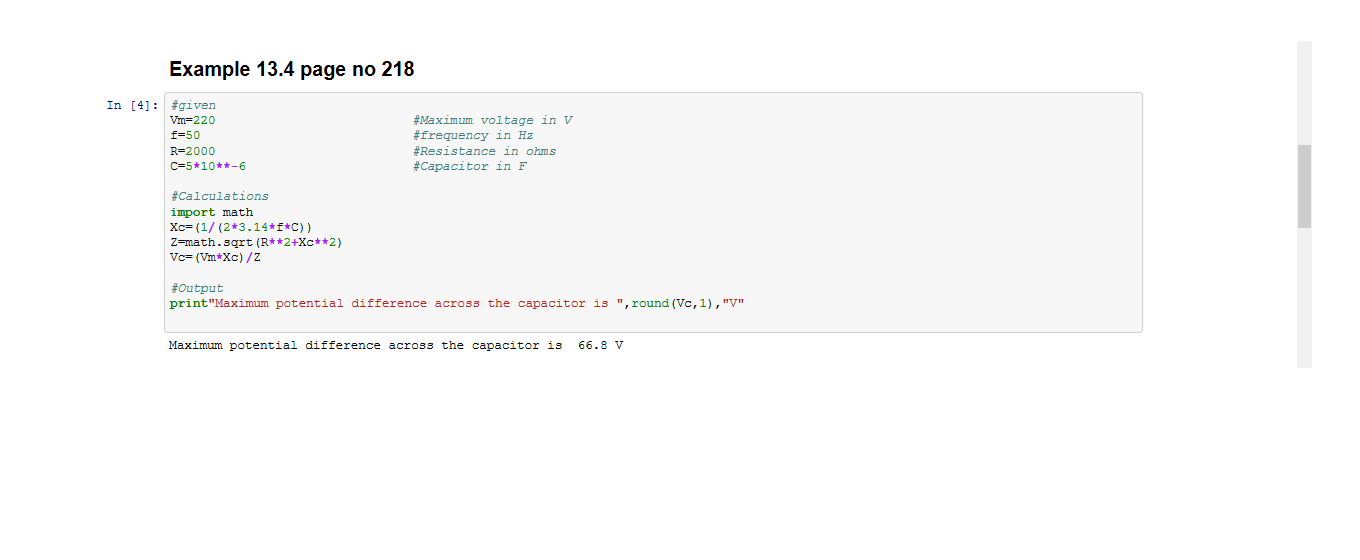 Example 13.4 page no 218
In [4]: #given
Vm=220 #Maximum voltage in V
f=50 #frequency in Hz
R=2000 #Resistance in ohms
C=5*10**-6 #Capacitor in F
#Calculations
import math
Xc=(1/(2*3.14*f*C))
Z=math.sqrt(R**2+Xc**2)
Vc=(Vm*Xc)/Z
#Output
print"Maximum potential difference across the capacitor is ",round(Vc,1),"V"
Maximum potential difference across the capacitor is  66.8 V